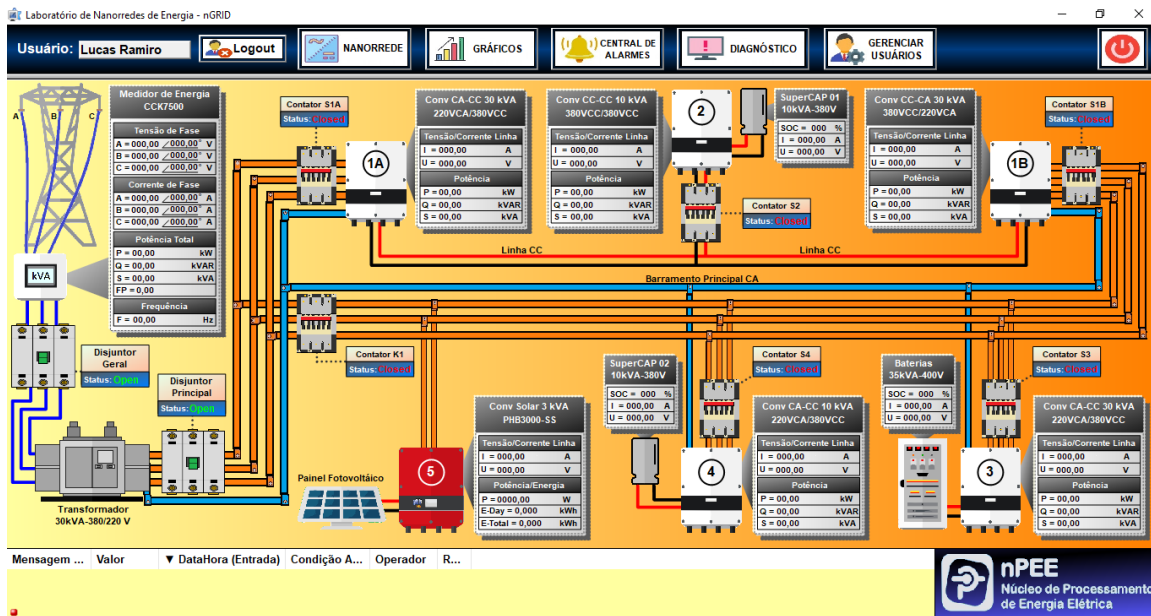 Laboratório de Nanorredes de Energia - nGRID
Usuário: Lucas Ramiro
Logout
NANORREDE
GRÁFICOS
CENTRAL DE
ALARMES
DIAGNÓSTICO
GERENCIAR
USUÁRIOS
A
B
C
Medidor de Energia
CCK7500
Tensão de Fase
A = 000,00 ∠000,00° V
B = 000,00 ∠000,00° V
C = 000,00 ∠000,00° V
Corrente de Fase
A = 000,00 ∠000,00° A
B = 000,00 ∠000,00° A
C = 000,00 ∠000,00° A
Potência Total
P = 00,00 kW
Q = 00,00 kVAR
S = 00,00 kVA
FP = 0,00
Frequência
F = 00,00 Hz
kVA
Contator S1A
Status:Closed
1A
Conv CA-CC 30 kVA
220VCA/380VCC
Tensão/Corrente Linha
I = 000,00 A
U = 000,00 V
Potência
P = 00,00 kW
Q = 00,00 kVAR
S = 00,00 kVA
Conv CC-CC 10 kVA
380VCC/380VCC
Tensão/Corrente Linha
I = 000,00 A
U = 000,00 V
Potência
P = 00,00 kW
Q = 00,00 kVAR
S = 00,00 kVA
2
SuperCAP 01
10kVA-380V
SOC = 000 %
I = 000,00 A
U = 000,00 V
Contator S2
Status:Closed
Conv CC-CA 30 kVA
380VCC/220VCA
Tensão/Corrente Linha
I = 000,00 A
U = 000,00 V
Potência
P = 00,00 kW
Q = 00,00 kVAR
S = 00,00 kVA
1B
Contator S1B
Status:Closed
Linha CC
Linha CC
Barramento Principal CA
Disjuntor
Geral
Status:Open
Disjuntor
Principal
Status:Open
Transformador
30kVA-380/220 V
Contator K1
Status:Closed
Painel Fotovoltáico
5
Conv Solar 3 kVA
PHB3000-SS
Tensão/Corrente Linha
I = 000,00 A
U = 000,00 V
Potência/Energia
P = 0000,00 W
E-Day = 0,000 kWh
E-Total = 0,000 kWh
SuperCAP 02
10kVA-380V
SOC = 000 %
I = 000,00 A
U = 000,00 V
4
Contator S4
Status:Closed
Conv CA-CC 10 kVA
220VCA/380VCC
Tensão/Corrente Linha
I = 000,00 A
U = 000,00 V
Potência
P = 00,00 kW
Q = 00,00 kVAR
S = 00,00 kVA
Baterias
35kVA-400V
SOC = 000 %
I = 000,00 A
U = 000,00 V
3
Contator S3
Status:Closed
Conv CA-CC 30 kVA
220VCA/380VCC
Tensão/Corrente Linha
I = 000,00 A
U = 000,00 V
Potência
P = 00,00 kW
Q = 00,00 kVAR
S = 00,00 kVA
Mensagem ... Valor ▼ DataHora (Entrada) Condição A... Operador R...
nPEE
Núcleo de Processamento
de Energia Elétrica